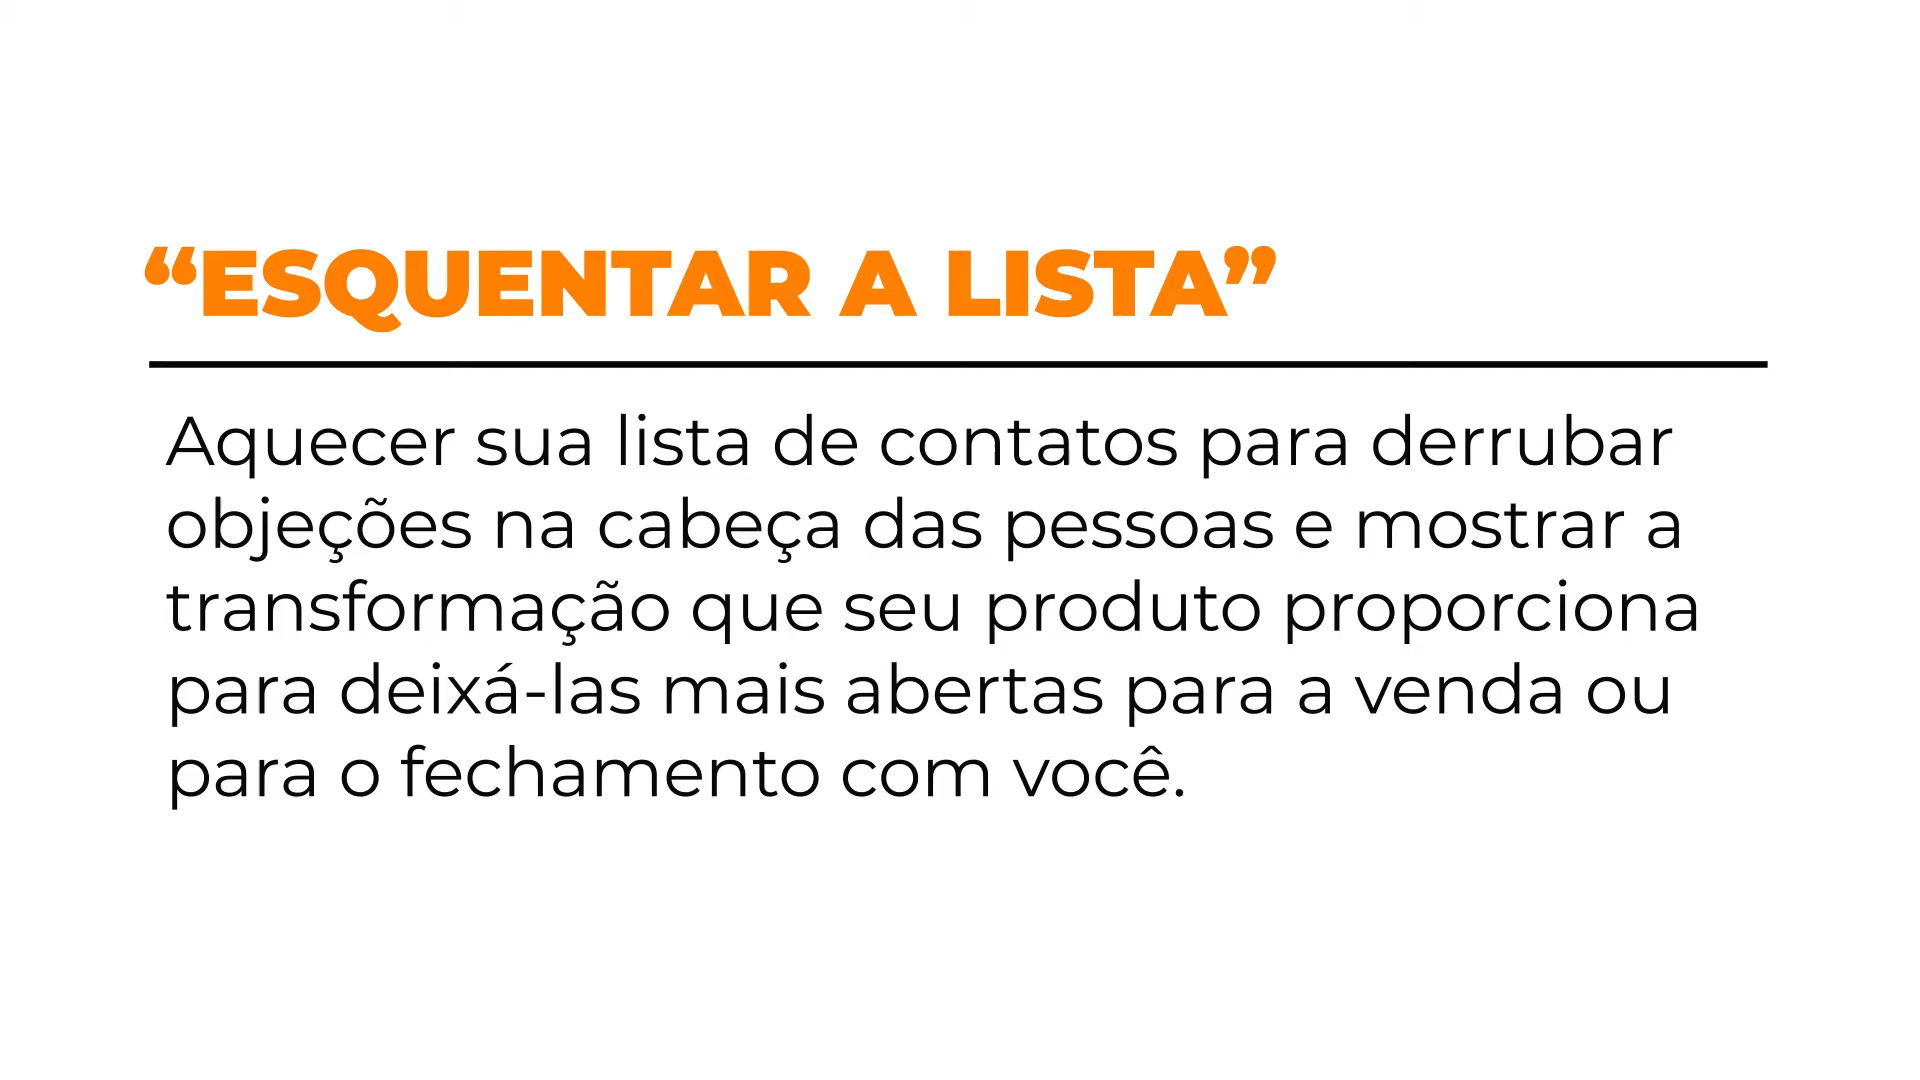 “ESQUENTAR A LISTA”
Aquecer sua lista de contatos para derrubar
objeções na cabeça das pessoas e mostrar a
transformação que seu produto proporciona
para deixá-las mais abertas para a venda ou
para o fechamento com você.